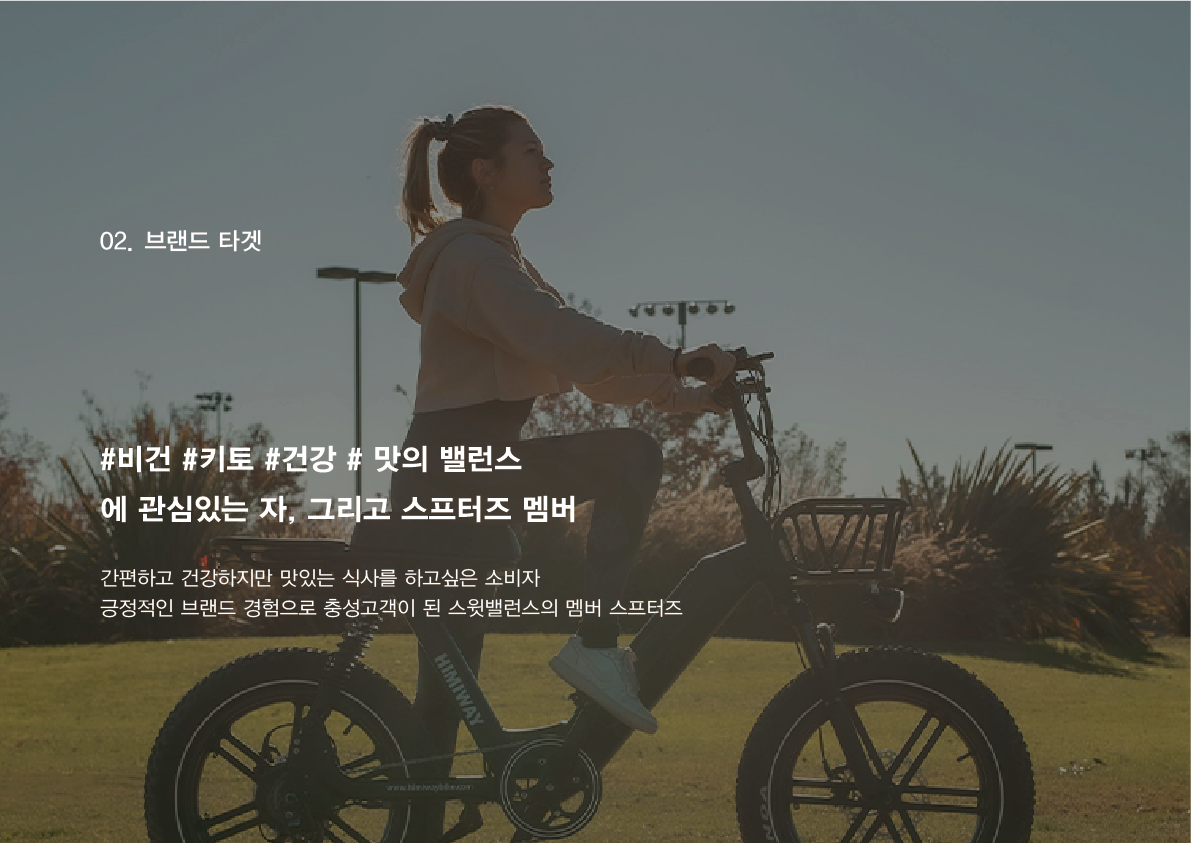 02. 브랜드 타겟
#비건 #키토 #건강 # 맛의 밸런스
에 관심있는 자, 그리고 스프터즈 멤버
간편하고 건강하지만 맛있는 식사를 하고싶은 소비자
긍정적인 브랜드 경험으로 충성고객이 된 스윗밸런스의 멤버 스프터즈
HIMIWAY
www.himiwaybike.com